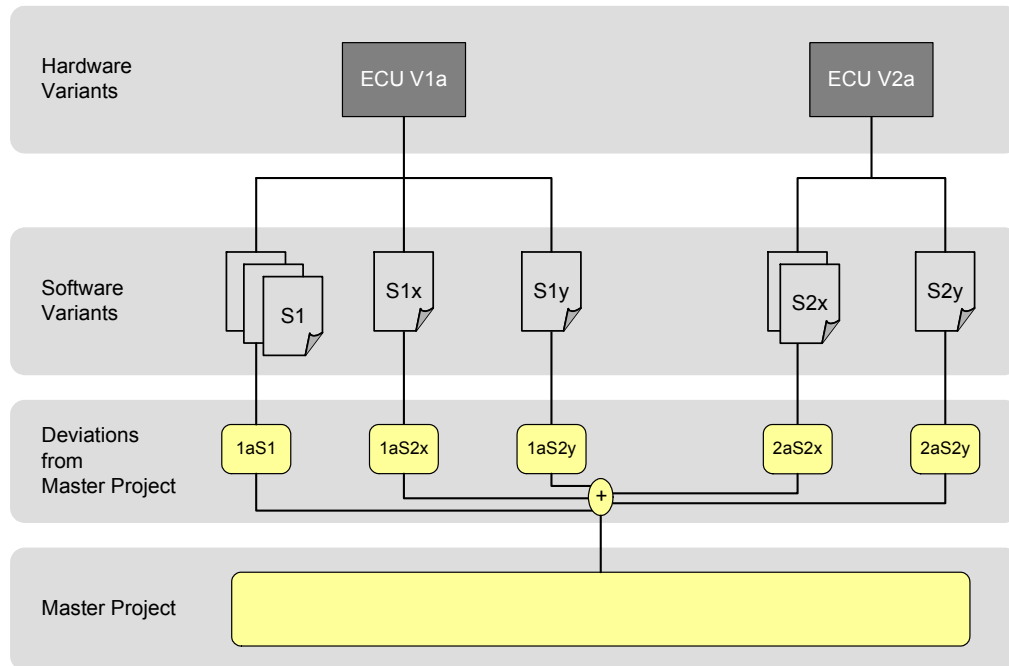 Hardware
Variants
ECU V1a
ECU V2a
Software
Variants
S1
S1x
S1y
S2x
S2y
Deviations
from
Master Project
1aS1
1aS2x
1aS2y
2aS2x
2aS2y
+
Master Project